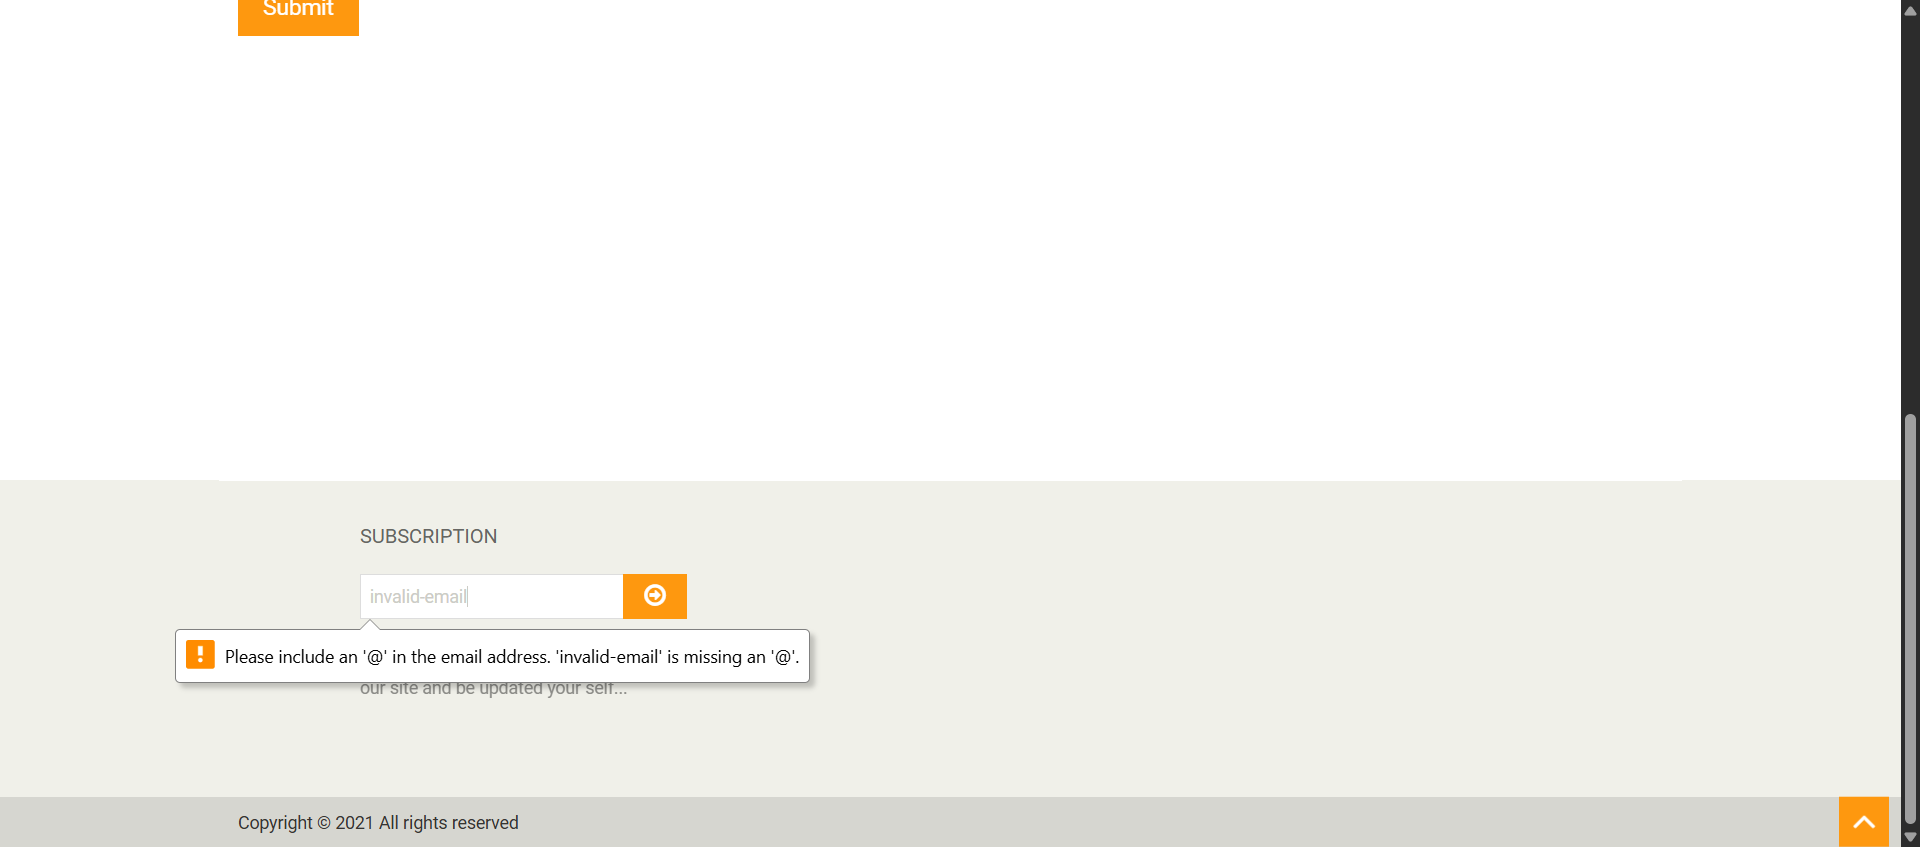 Submit
SUBSCRIPTION
invalid-email
Please include an '@' in the email address. 'invalid-email' is missing an '@'.
our site and be updated your self...
Copyright © 2021 All rights reserved